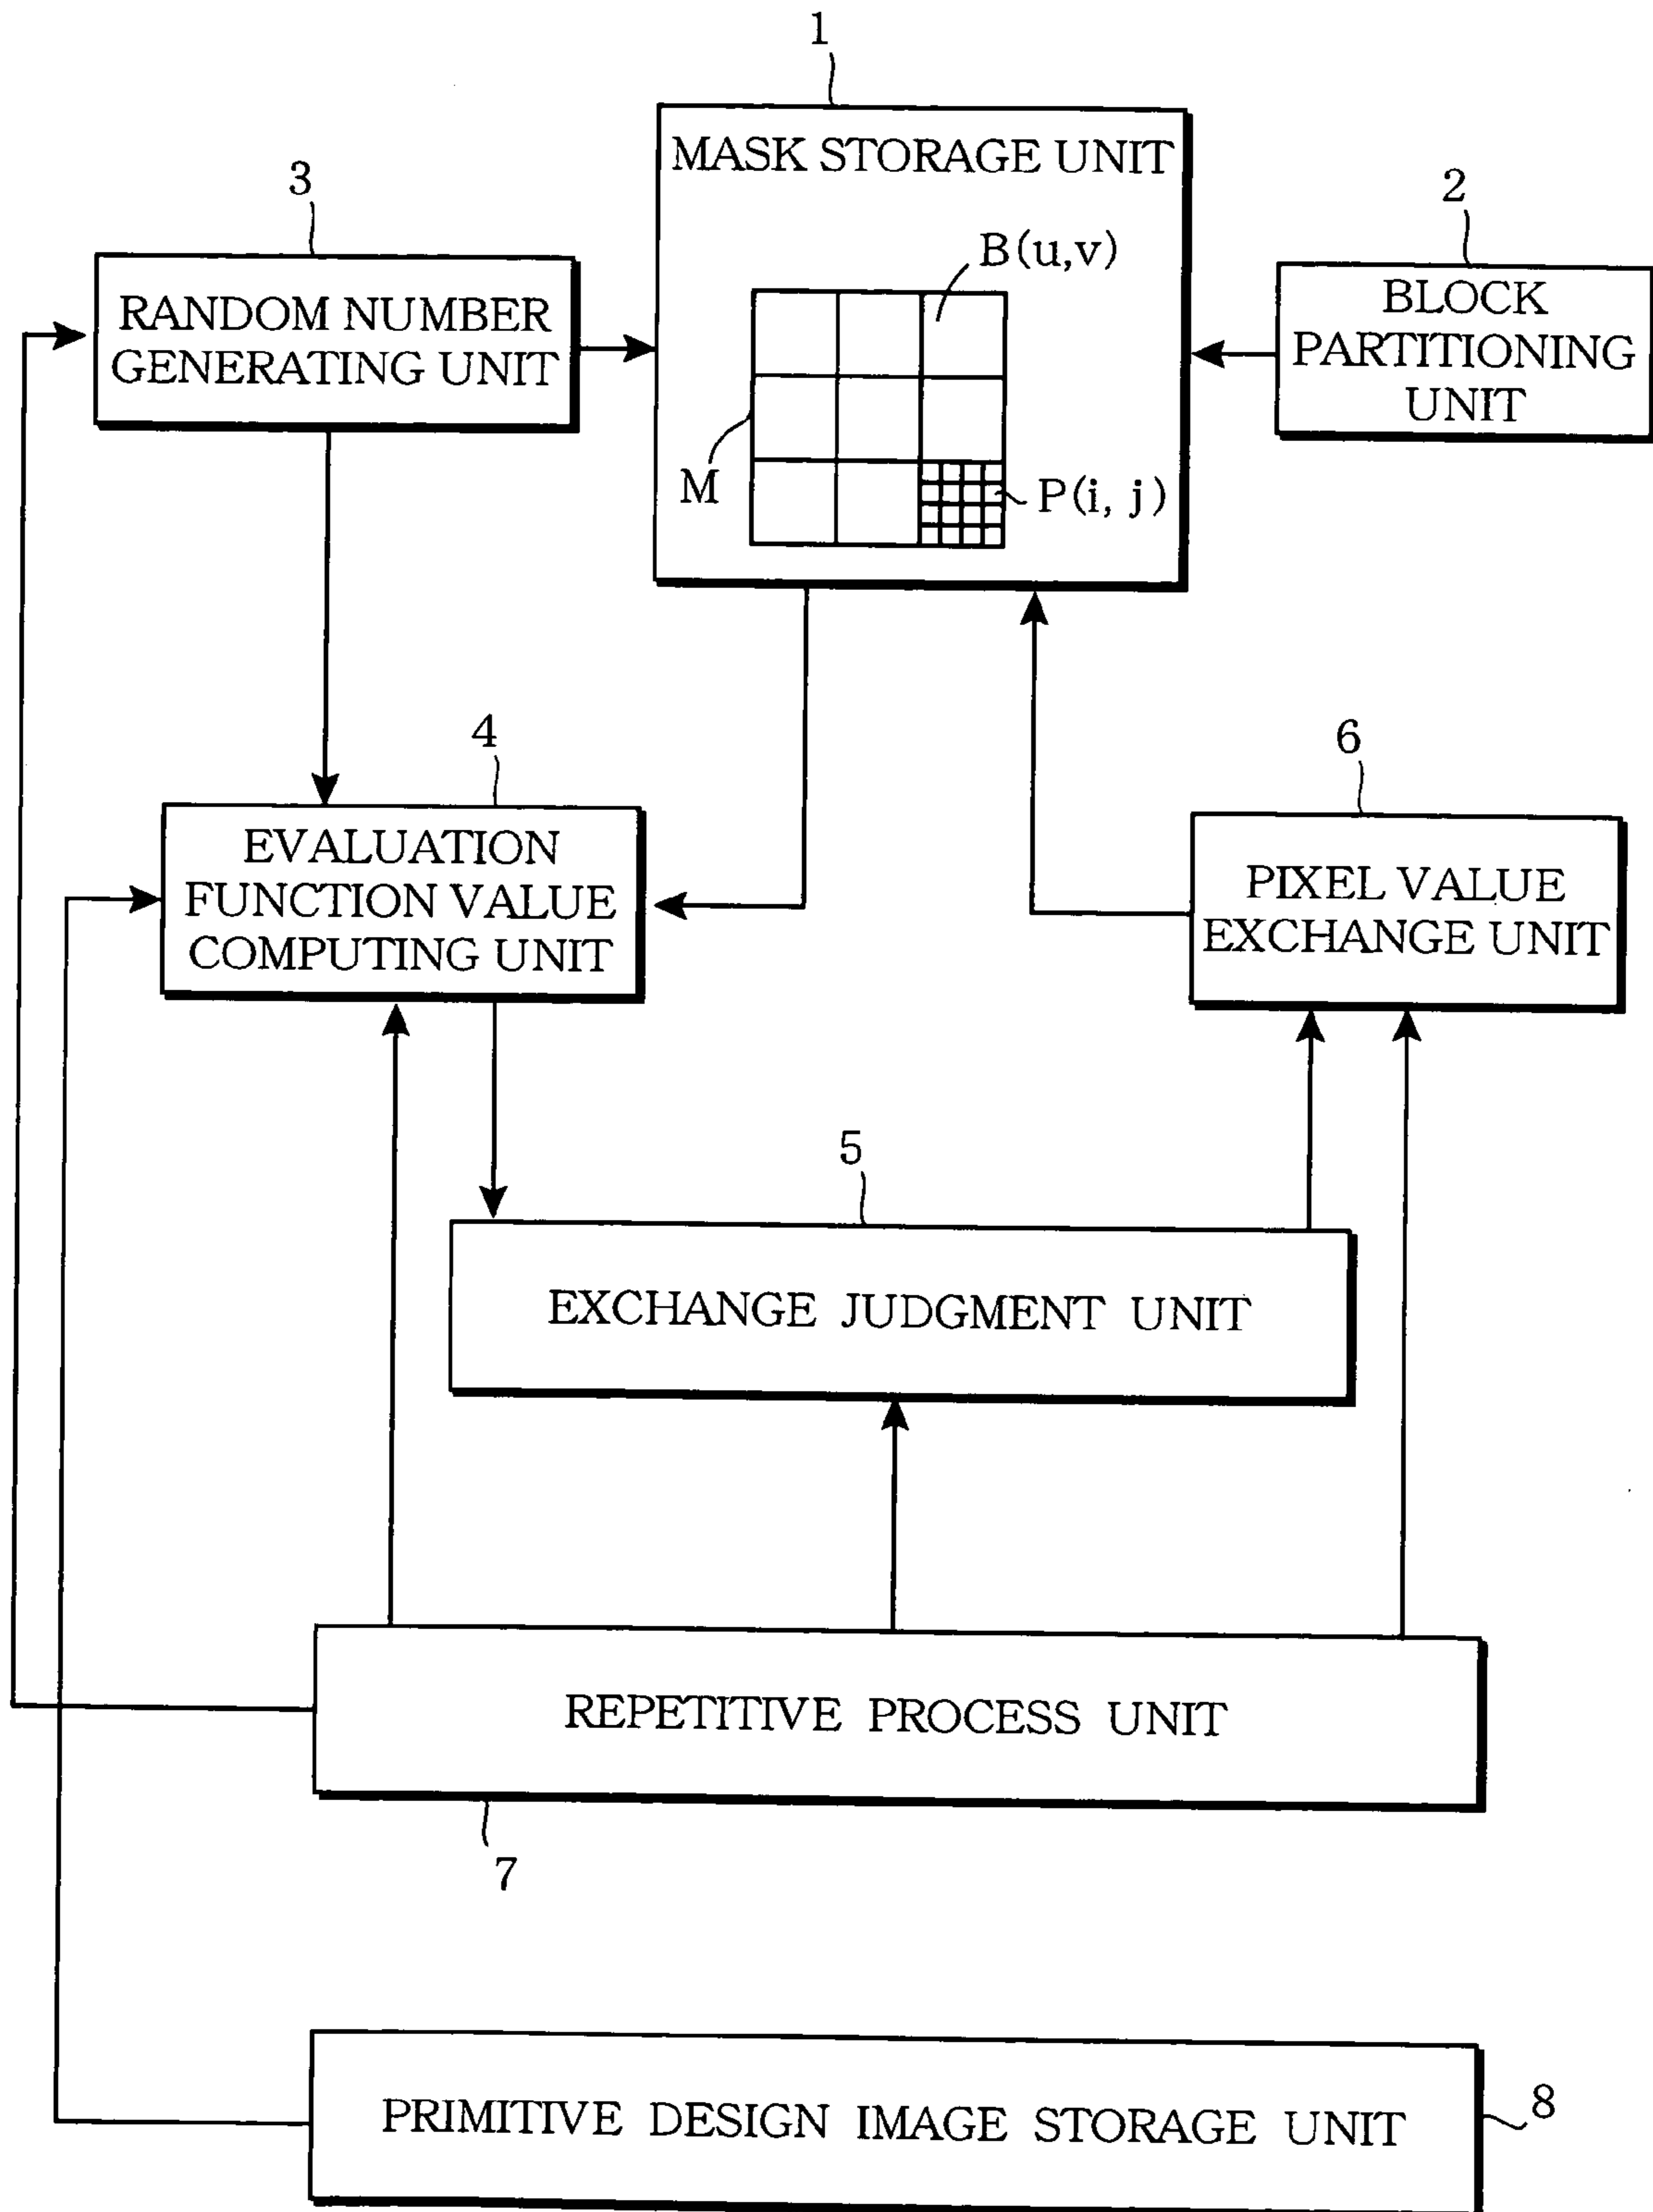 1
MASK STORAGE UNIT
3
2
B(u,v)
RANDOM NUMBER
GENERATING UNIT
BLOCK
PARTITIONING
UNIT
M
P(i, j)
4
6
EVALUATION
FUNCTION VALUE
COMPUTING UNIT
PIXEL VALUE
EXCHANGE UNIT
5
EXCHANGE JUDGMENT UNIT
REPETITIVE PROCESS UNIT
7
PRIMITIVE DESIGN IMAGE STORAGE UNIT
8